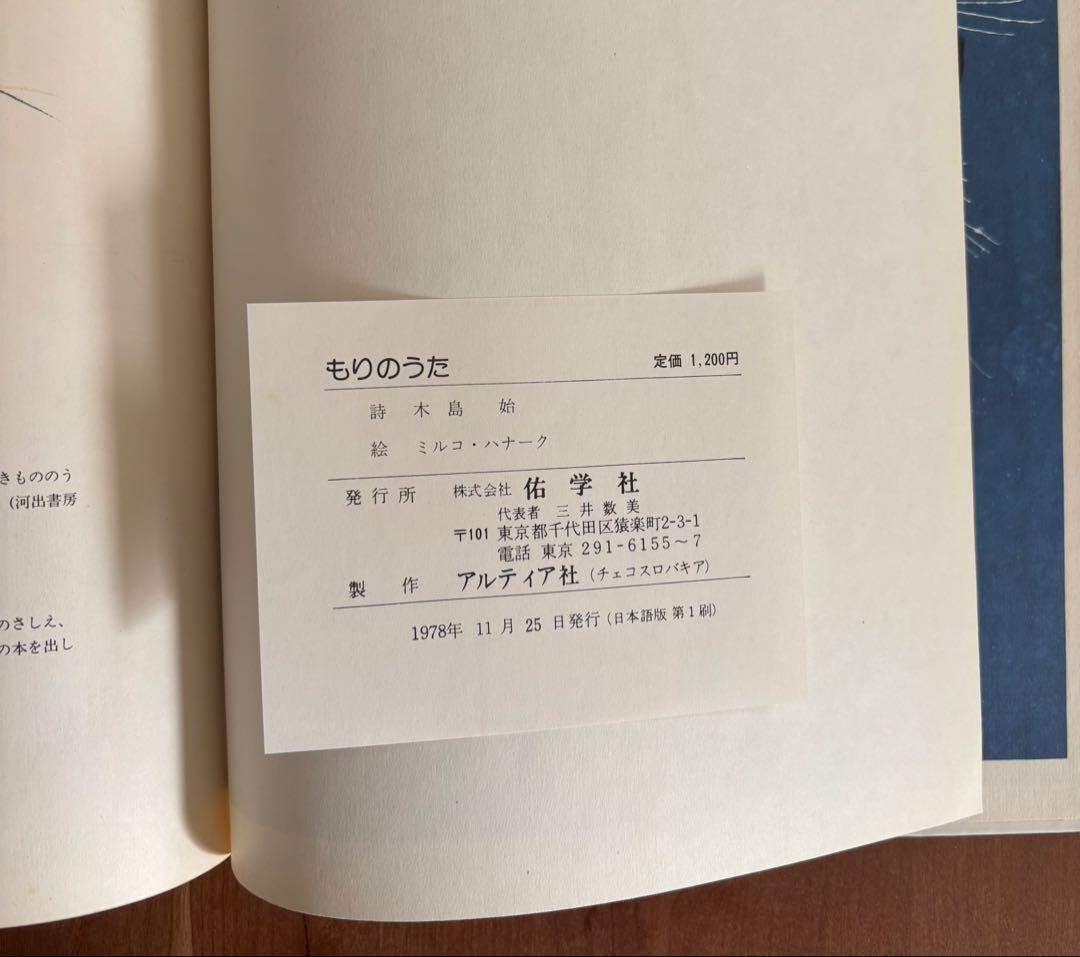 きもののう
(河出書房
のさしえ、
の本を出し
もりのうた 定価 1,200円
詩 木島 始
絵 ミルコ・ハナーク
発行所 株式会社 佑学社
代表者 三井数美
〒101 東京都千代田区猿楽町2-3-1
電話 東京 291-6155〜7
製作 アルティア社(チェコスロバキア)
1978年 11月 25日発行(日本語版 第1刷)